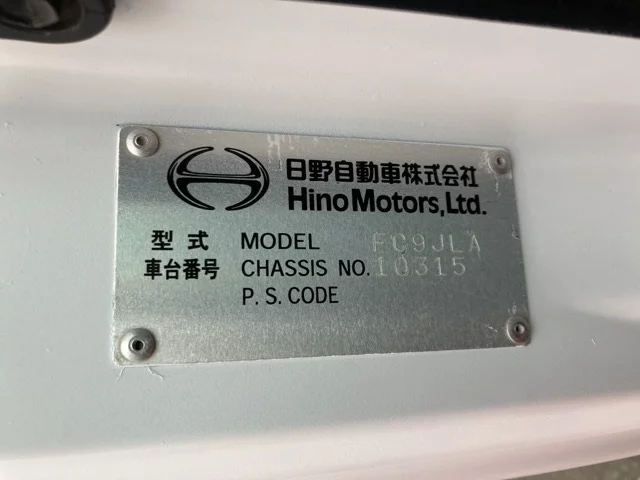 日野自動車株式会社
Hino Motors, Ltd.
型式 MODEL FC9JLA
車台番号 CHASSIS NO. 10315
P. S. CODE